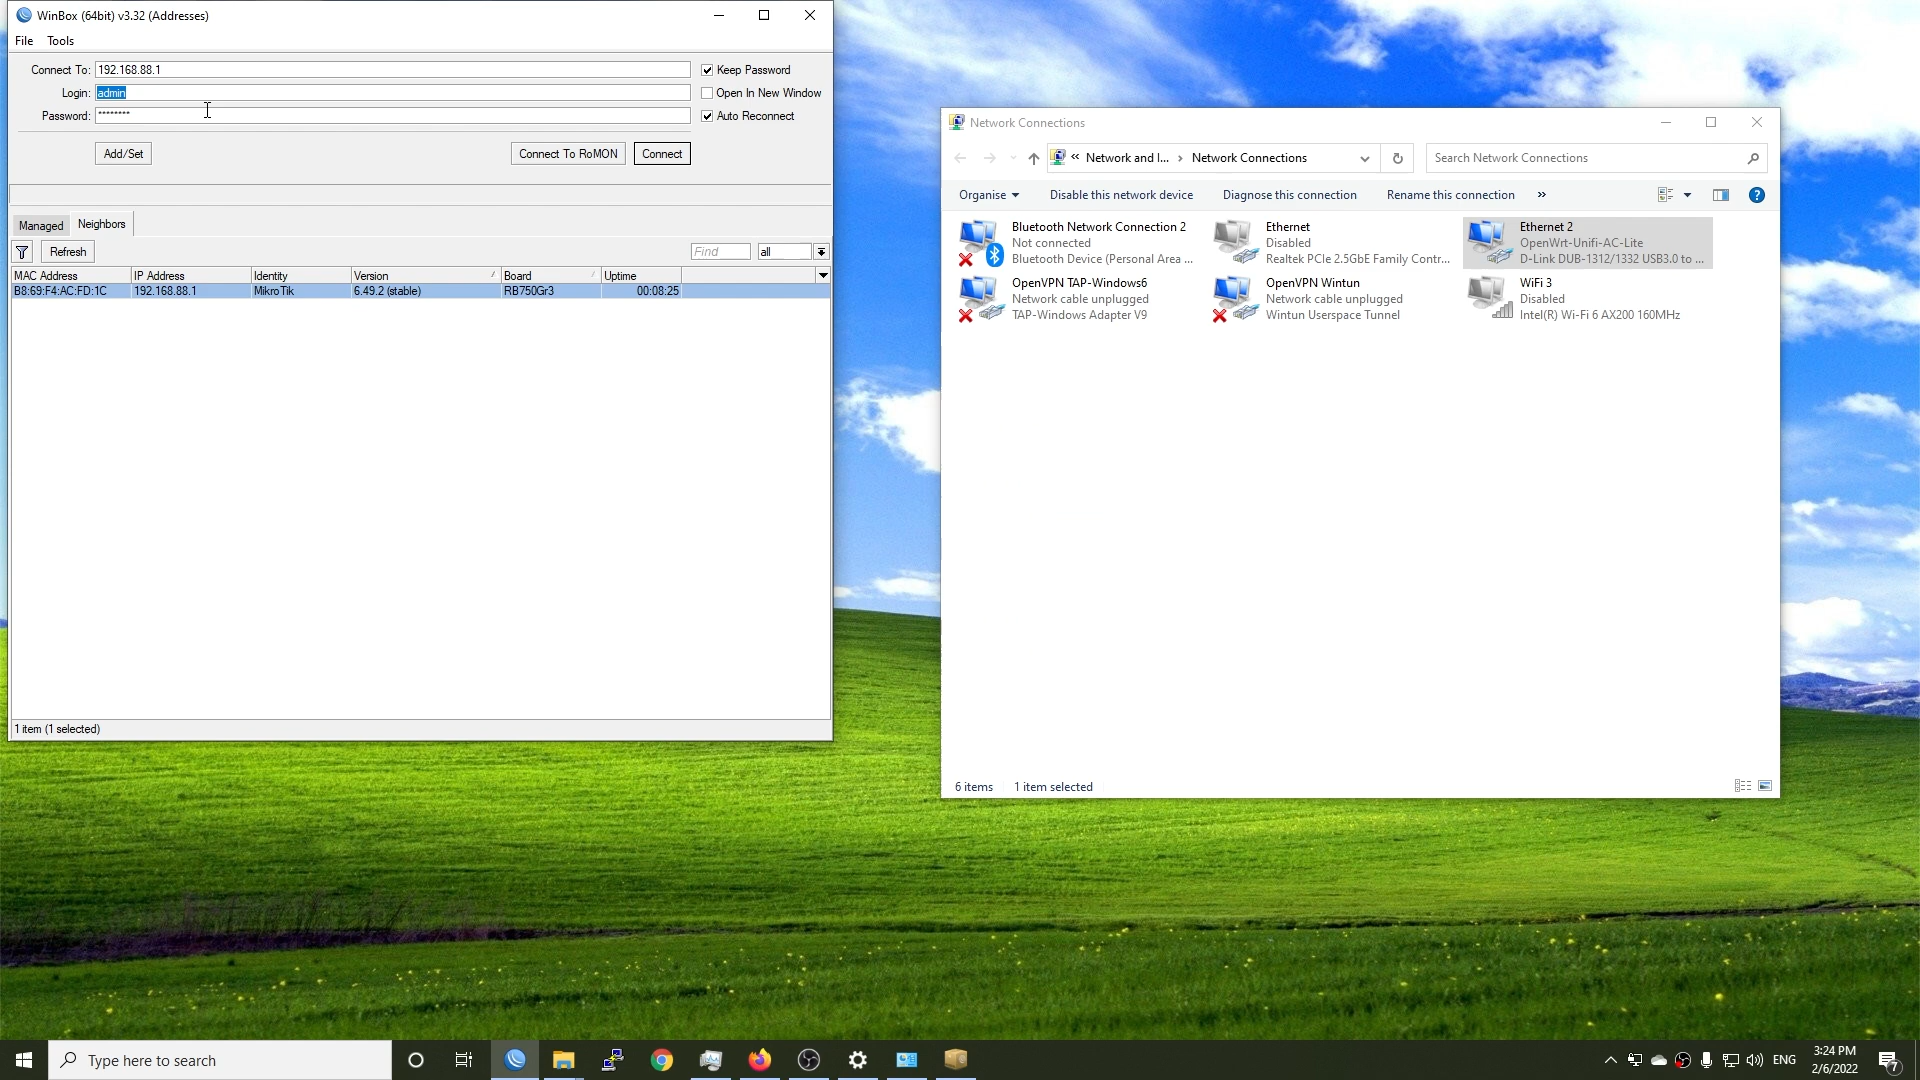 WinBox (64bit) v3.32 (Addresses)
File Tools
Connect To: 192.168.88.1
Keep Password
Login: admin
Open In New Window
Password: ********
Auto Reconnect
Add/Set
Connect To RoMON
Connect
Managed Neighbors
Refresh
Find
all
MAC Address IP Address Identity Version Board Uptime
B8:69:F4:AC:FD:1C 192.168.88.1 MikroTik 6.49.2 (stable) RB750Gr3 00:08:25
1 item (1 selected)
Network Connections
« Network and I... › Network Connections
Search Network Connections
Organise Disable this network device Diagnose this connection Rename this connection »
Bluetooth Network Connection 2
Not connected
Bluetooth Device (Personal Area ...
Ethernet
Disabled
Realtek PCIe 2.5GbE Family Contr...
Ethernet 2
OpenWrt-Unifi-AC-Lite
D-Link DUB-1312/1332 USB3.0 to ...
OpenVPN TAP-Windows6
Network cable unplugged
TAP-Windows Adapter V9
OpenVPN Wintun
Network cable unplugged
Wintun Userspace Tunnel
WiFi 3
Disabled
Intel(R) Wi-Fi 6 AX200 160MHz
6 items 1 item selected
Type here to search
ENG
3:24 PM
2/6/2022
7